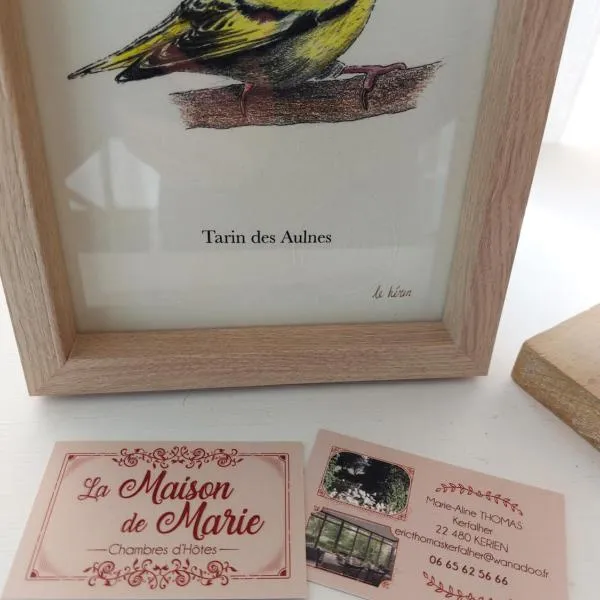 Tarin des Aulnes
le héron
La Maison
de Marie
Chambres d'Hôtes
Marie-Aline THOMAS
Kerfalher
22 480 KERIEN
ericthomaskerfalher@wanadoo.fr
06 65 62 56 66